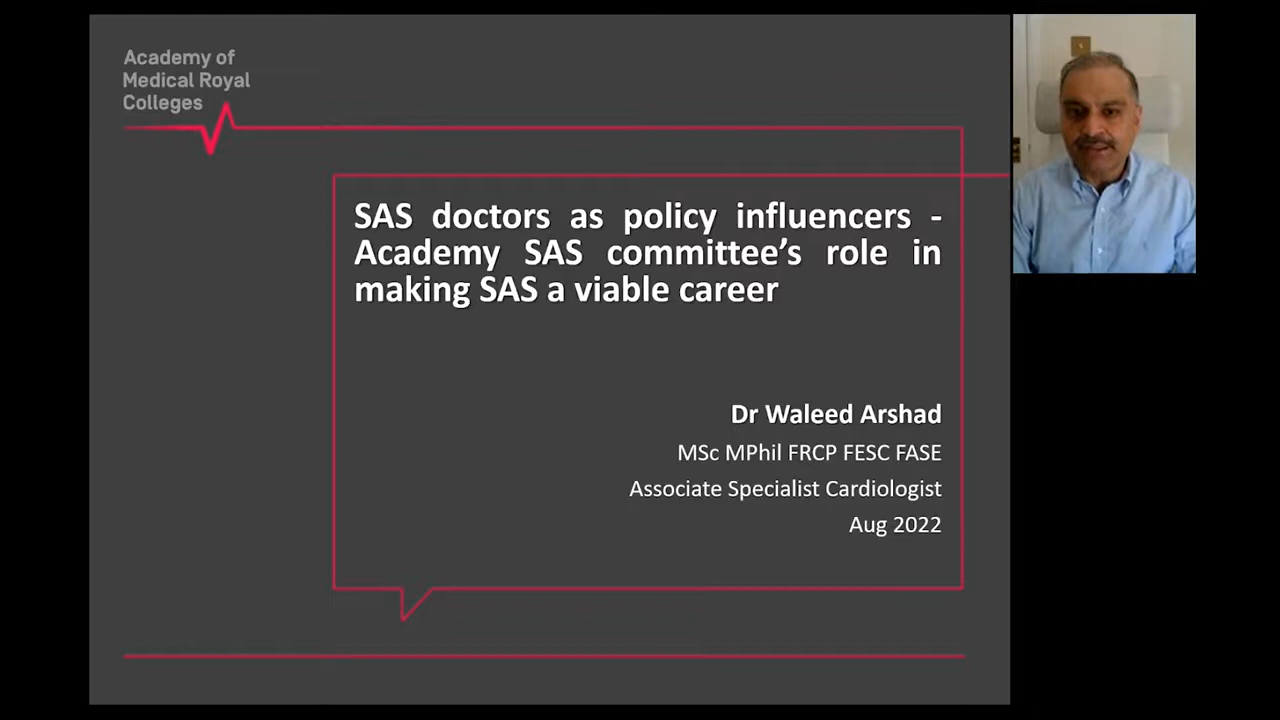 Academy of
Medical Royal
Colleges
SAS doctors as policy influencers -
Academy SAS committee's role in
making SAS a viable career
Dr Waleed Arshad
MSc MPhil FRCP FESC FASE
Associate Specialist Cardiologist
Aug 2022